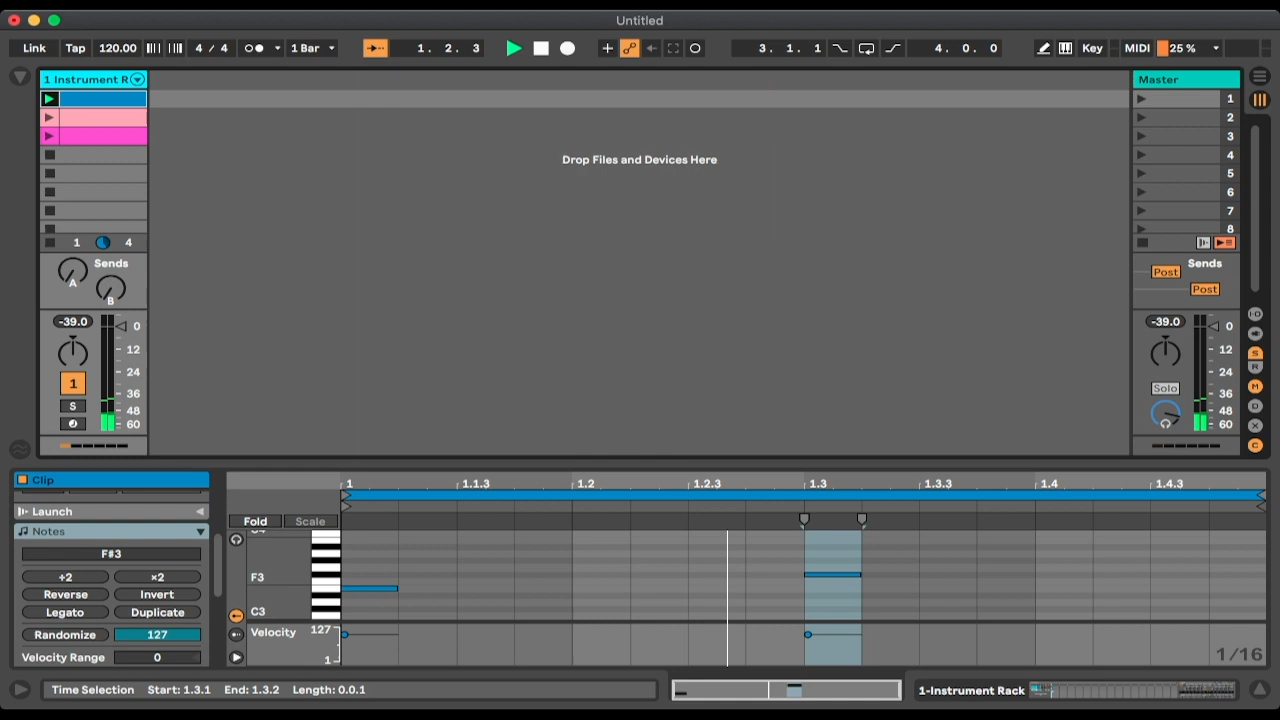 Untitled
Link Tap 120.00 4 / 4 1 Bar 1. 2. 3 3. 1. 1 4. 0. 0 Key MIDI 25 %
1 Instrument R
Master
1
2
3
4
5
6
7
8
Drop Files and Devices Here
1 4
Sends
A
B
Sends
Post
Post
-39.0
0
12
24
36
48
60
1
S
-39.0
0
12
24
36
48
60
Solo
S
R
M
D
X
C
Clip
Launch
Notes
F#3
÷2 ×2
Reverse Invert
Legato Duplicate
Randomize 127
Velocity Range 0
1 1.1.3 1.2 1.2.3 1.3 1.3.3 1.4 1.4.3
Fold Scale
F3
C3
Velocity 127
1
1/16
Time Selection Start: 1.3.1 End: 1.3.2 Length: 0.0.1
1-Instrument Rack